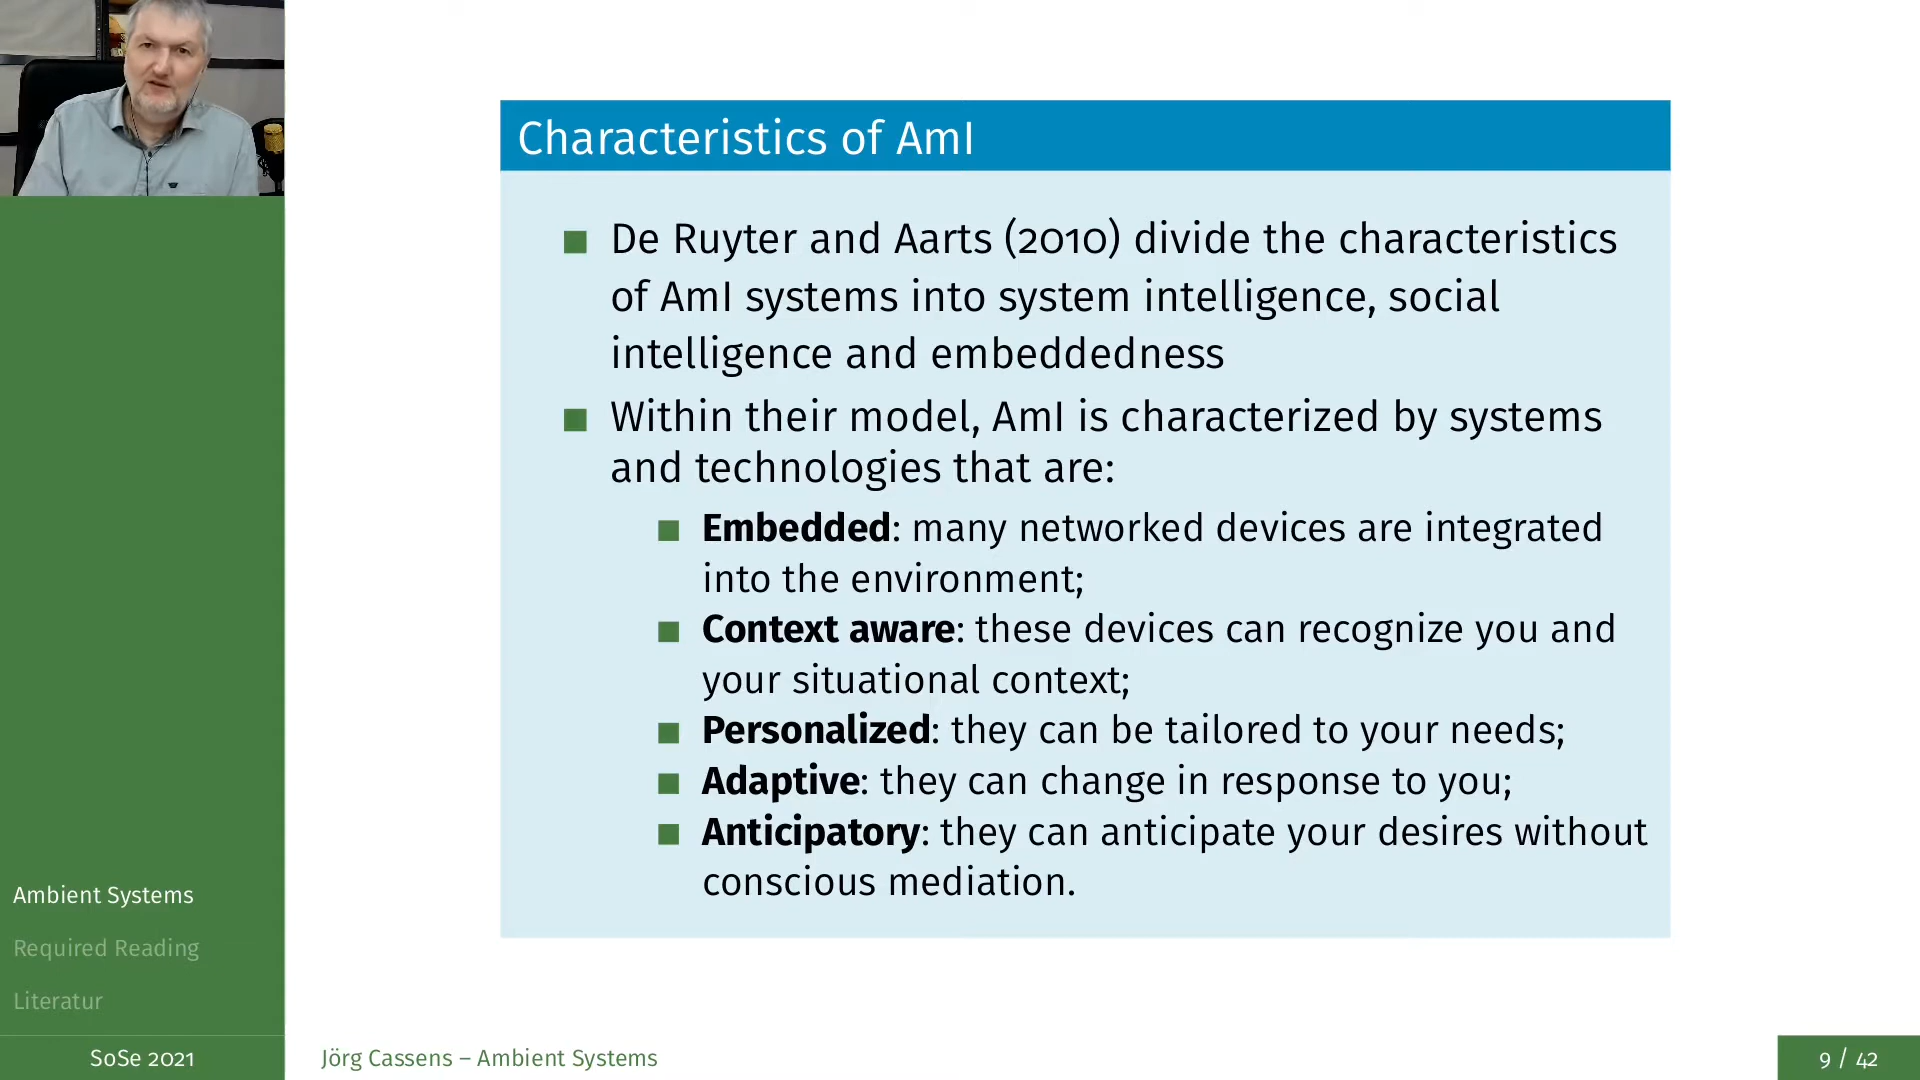 Characteristics of AmI
De Ruyter and Aarts (2010) divide the characteristics
of AmI systems into system intelligence, social
intelligence and embeddedness
Within their model, AmI is characterized by systems
and technologies that are:
Embedded: many networked devices are integrated
into the environment;
Context aware: these devices can recognize you and
your situational context;
Personalized: they can be tailored to your needs;
Adaptive: they can change in response to you;
Anticipatory: they can anticipate your desires without
conscious mediation.
Ambient Systems
Required Reading
Literatur
SoSe 2021
Jörg Cassens – Ambient Systems
9 / 42